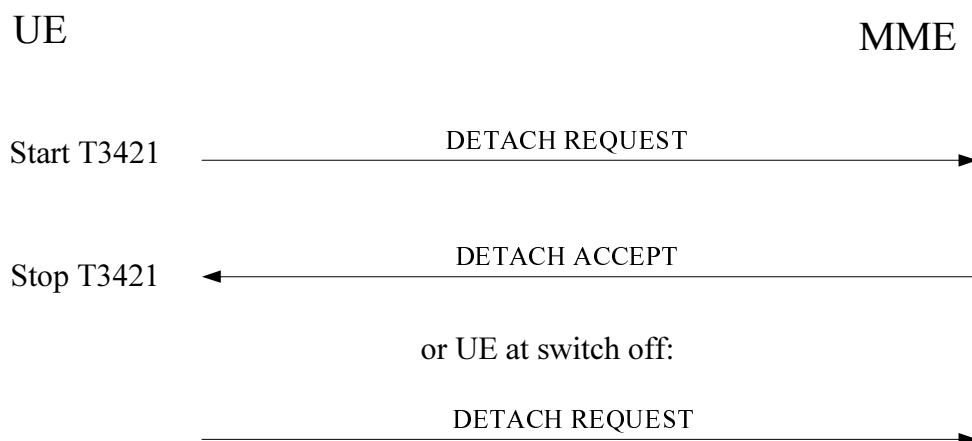 UE
MME
Start T3421
DETACH REQUEST
DETACH ACCEPT
Stop T3421
or UE at switch off:
DETACH REQUEST